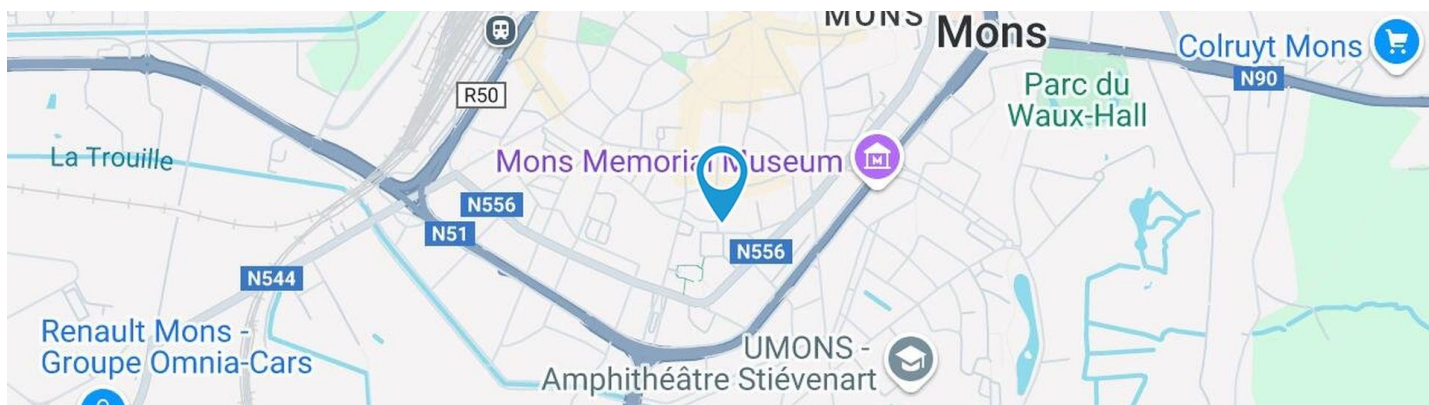 MONS
Mons
Colruyt Mons
R50
N90
Parc du
Waux-Hall
La Trouille
Mons Memorial Museum
M
N556
N51
N556
N544
Renault Mons -
Groupe Omnia-Cars
UMONS -
Amphithéâtre Stiévenart